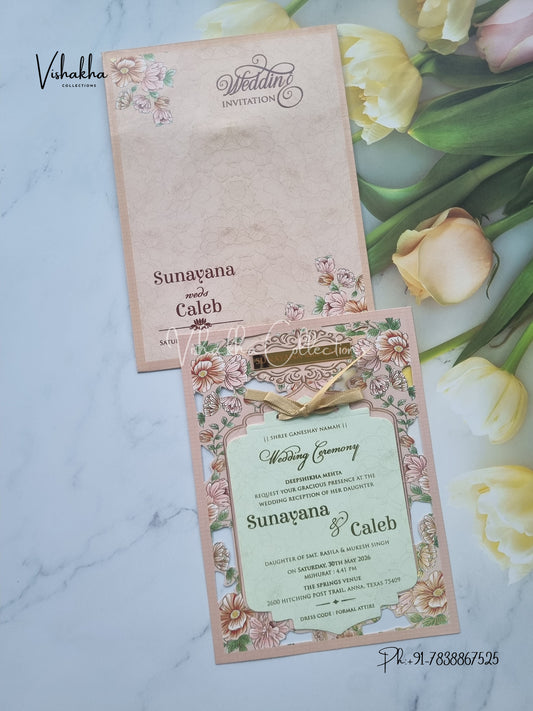 Vishakha
COLLECTIONS
Wedding
INVITATION
Sunayana
weds
Caleb
Vishakha Collections
|| SHREE GANESHAY NAMAH ||
Wedding Ceremony
DEEPSHIKHA MEHTA
REQUEST YOUR GRACIOUS PRESENCE AT THE
WEDDING RECEPTION OF HER DAUGHTER
Sunayana
& Caleb
DAUGHTER OF SMT. RASILA & MUKESH SINGH
ON SATURDAY, 30TH MAY 2026
MUHURAT : 4.41 PM
THE SPRINGS VENUE
2600 HITCHING POST TRAIL, ANNA, TEXAS 75409
DRESS CODE : FORMAL ATTIRE
Ph:+91-7838867525